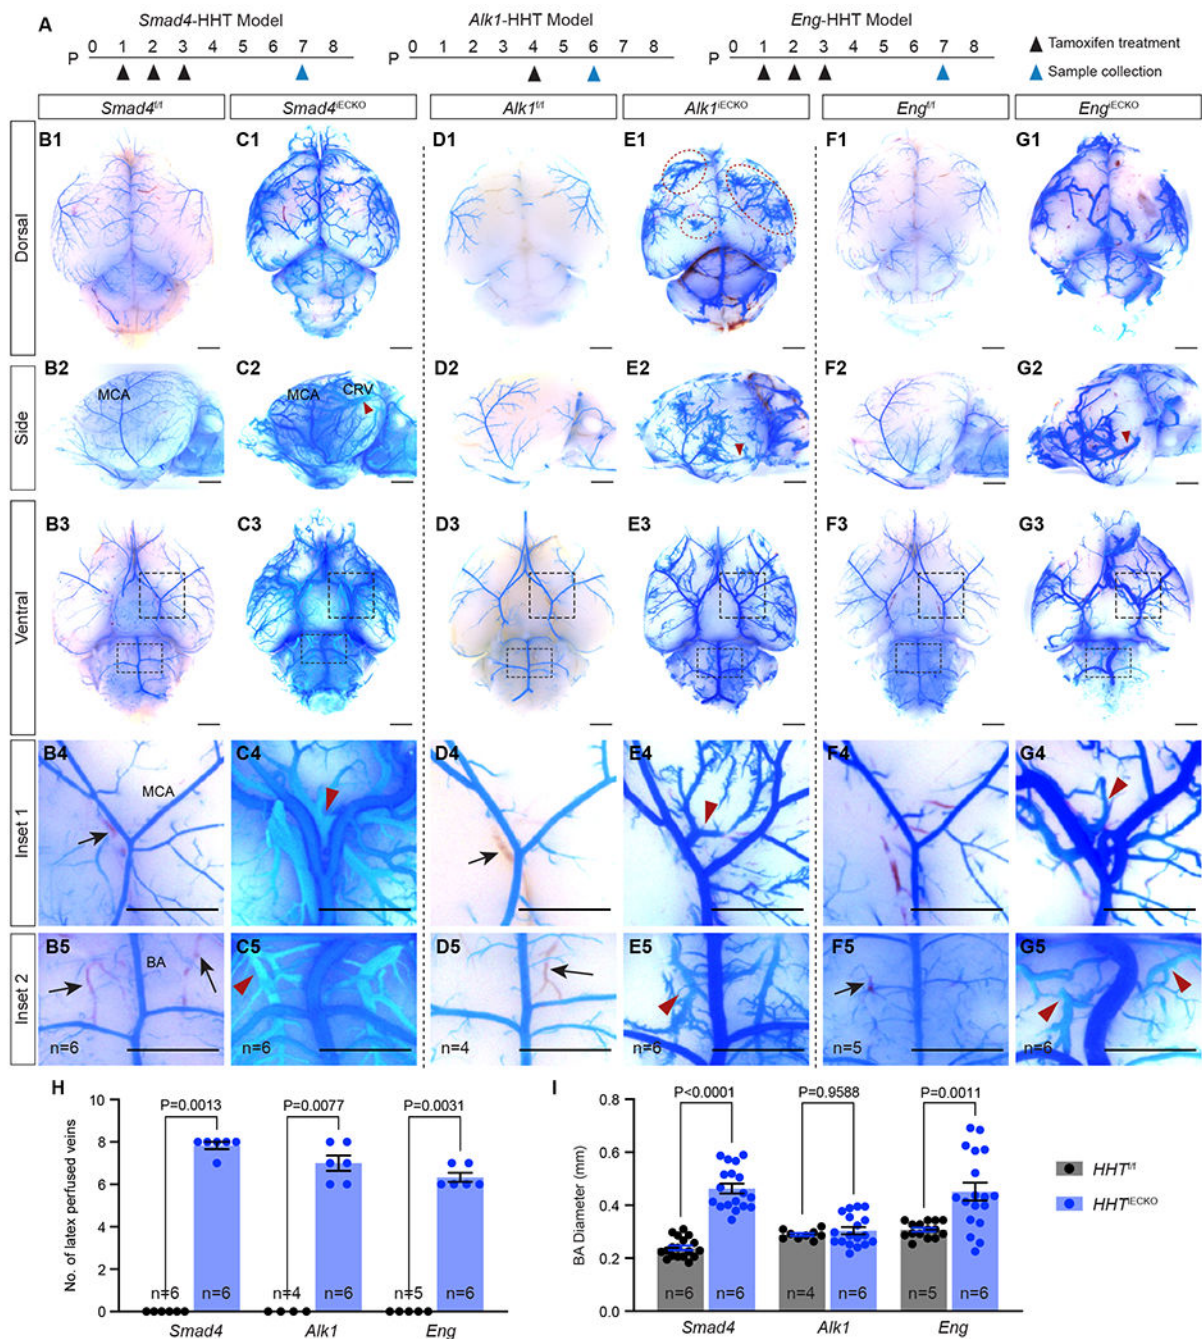 A
Smad4-HHT Model
Alk1-HHT Model
Eng-HHT Model
P 0 1 2 3 4 5 6 7 8
P 0 1 2 3 4 5 6 7 8
P 0 1 2 3 4 5 6 7 8
Tamoxifen treatment
Sample collection
Smad4f/f
Smad4iECKO
Alk1f/f
Alk1iECKO
Engf/f
EngiECKO
Dorsal
B1 C1 D1 E1 F1 G1
Side
B2 C2 D2 E2 F2 G2
MCA MCA CRV
Ventral
B3 C3 D3 E3 F3 G3
Inset 1
B4 C4 D4 E4 F4 G4
MCA
Inset 2
B5 C5 D5 E5 F5 G5
BA
n=6 n=6 n=4 n=6 n=5 n=6
H
No. of latex perfused veins
10
8
6
4
2
0
P=0.0013 P=0.0077 P=0.0031
n=6 n=6 n=4 n=6 n=5 n=6
Smad4 Alk1 Eng
I
BA Diameter (mm)
0.8
0.6
0.4
0.2
0.0
P<0.0001 P=0.9588 P=0.0011
n=6 n=6 n=4 n=6 n=5 n=6
Smad4 Alk1 Eng
HHTf/f
HHTiECKO